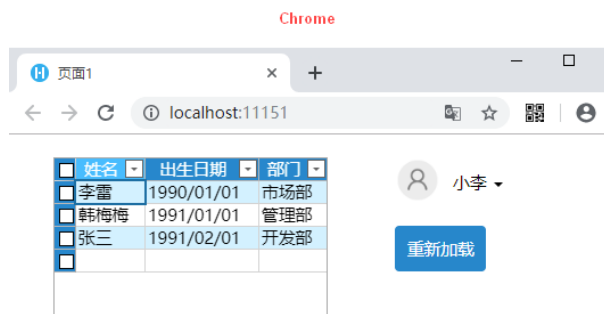 Chrome
页面1
localhost:11151
姓名 出生日期 部门
李雷 1990/01/01 市场部
韩梅梅 1991/01/01 管理部
张三 1991/02/01 开发部
小李
重新加载